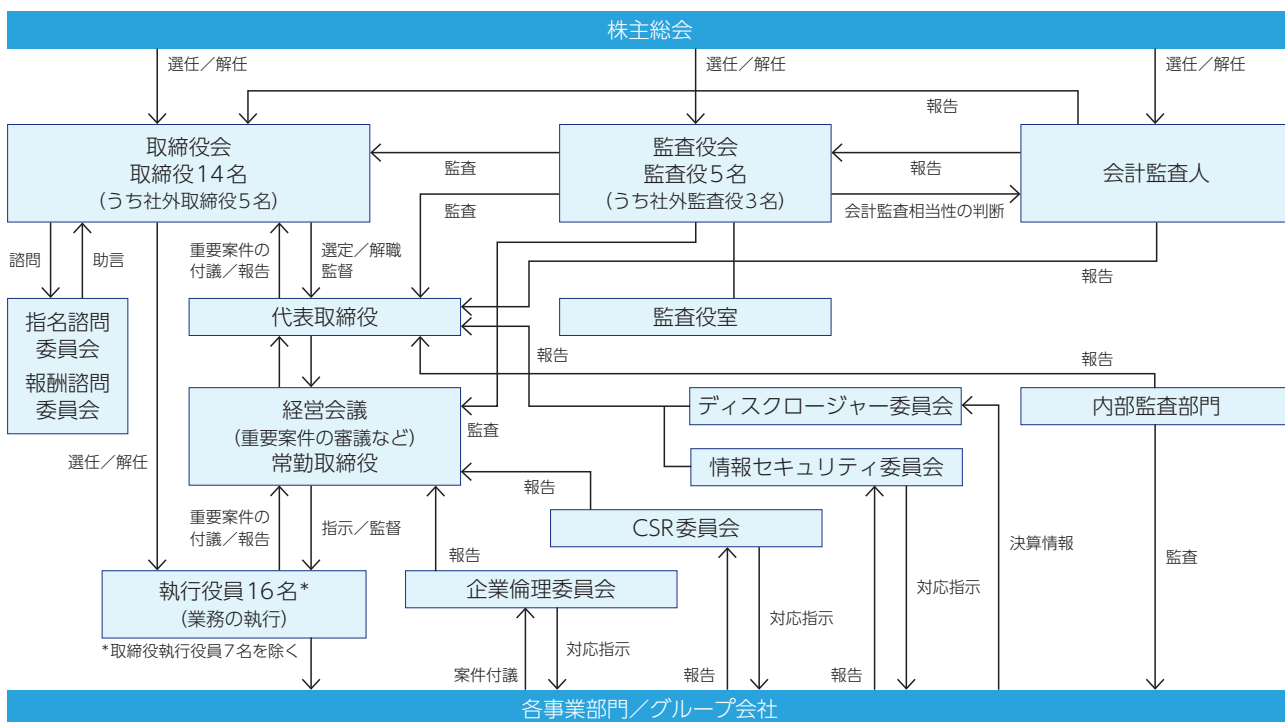 株主総会
選任／解任
選任／解任
選任／解任
報告
取締役会
取締役14名
（うち社外取締役5名）
監査
監査役会
監査役5名
（うち社外監査役3名）
報告
会計監査人
監査
会計監査相当性の判断
諮問
助言
重要案件の
付議／報告
選定／解職
監督
報告
指名諮問
委員会
報酬諮問
委員会
代表取締役
監査役室
報告
報告
経営会議
（重要案件の審議など）
常勤取締役
監査
ディスクロージャー委員会
内部監査部門
選任／解任
情報セキュリティ委員会
報告
重要案件の
付議／報告
指示／監督
CSR委員会
決算情報
監査
報告
執行役員16名*
（業務の執行）
企業倫理委員会
対応指示
対応指示
*取締役執行役員7名を除く
対応指示
案件付議
報告
報告
各事業部門／グループ会社